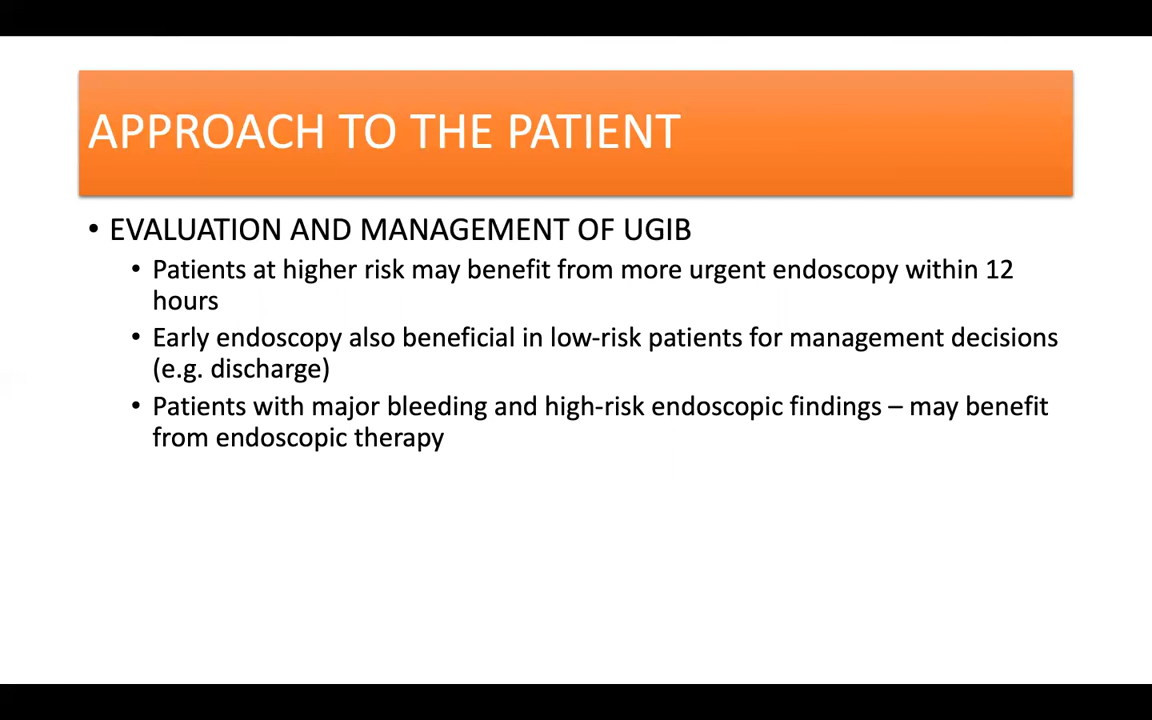 APPROACH TO THE PATIENT
• EVALUATION AND MANAGEMENT OF UGIB
• Patients at higher risk may benefit from more urgent endoscopy within 12
hours
• Early endoscopy also beneficial in low-risk patients for management decisions
(e.g. discharge)
• Patients with major bleeding and high-risk endoscopic findings – may benefit
from endoscopic therapy